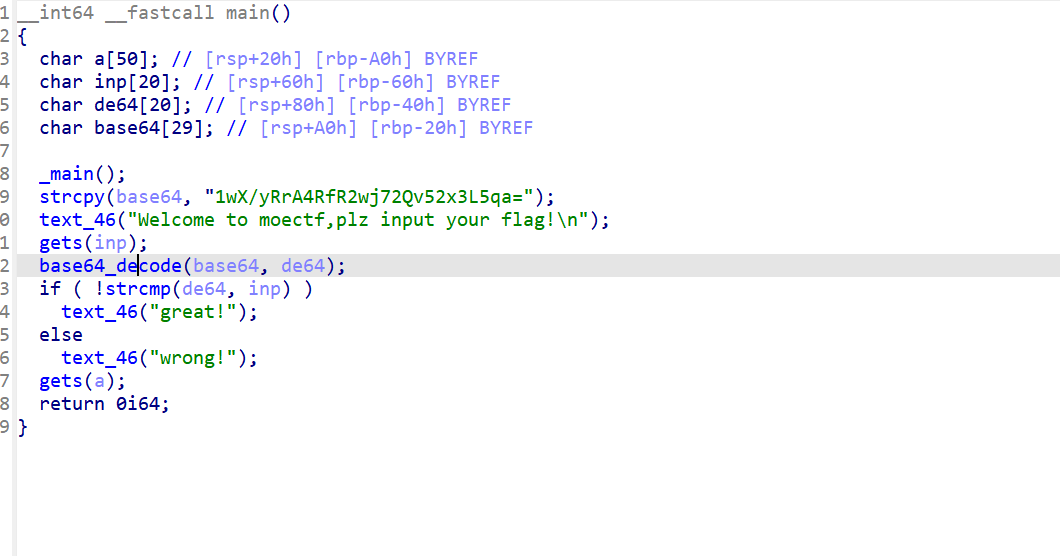 1 __int64 __fastcall main()
2 {
3 char a[50]; // [rsp+20h] [rbp-A0h] BYREF
4 char inp[20]; // [rsp+60h] [rbp-60h] BYREF
5 char de64[20]; // [rsp+80h] [rbp-40h] BYREF
6 char base64[29]; // [rsp+A0h] [rbp-20h] BYREF
7
8 _main();
9 strcpy(base64, "1wX/yRrA4RfR2wj72Qv52x3L5qa=");
0 text_46("Welcome to moectf,plz input your flag!\n");
1 gets(inp);
2 base64_decode(base64, de64);
3 if ( !strcmp(de64, inp) )
4 text_46("great!");
5 else
6 text_46("wrong!");
7 gets(a);
8 return 0i64;
9 }